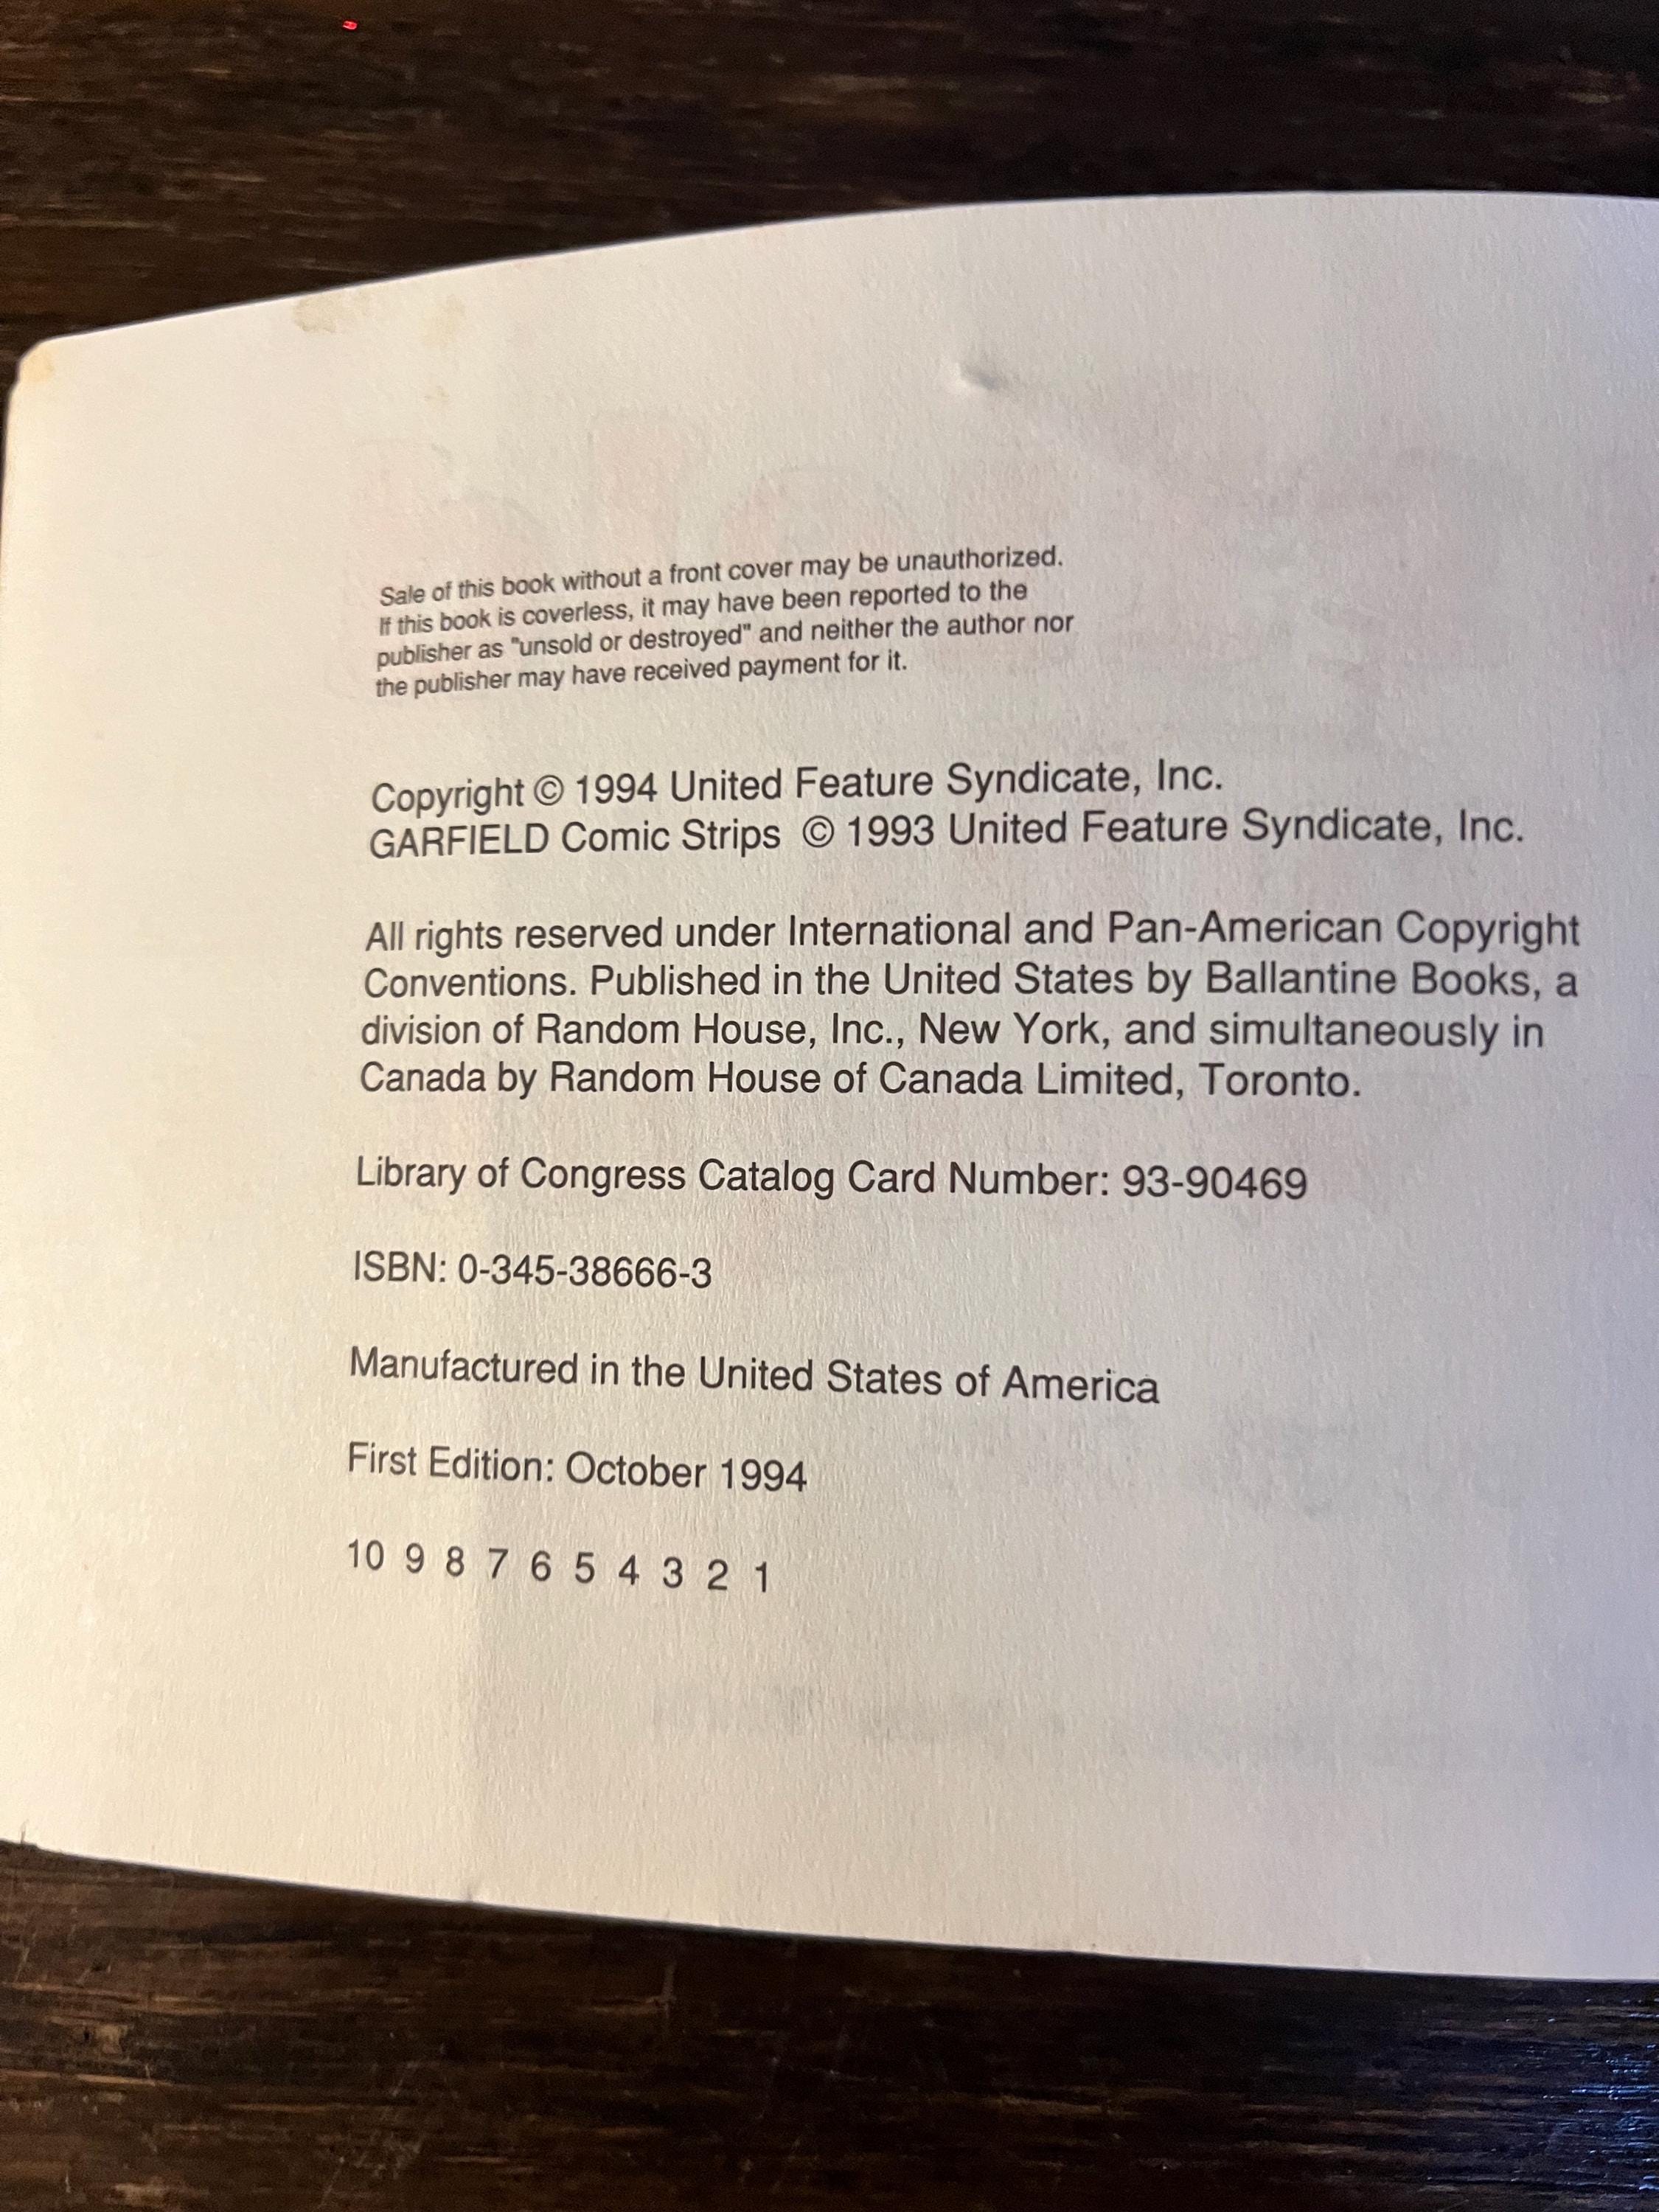 Sale of this book without a front cover may be unauthorized.
If this book is coverless, it may have been reported to the
publisher as "unsold or destroyed" and neither the author nor
the publisher may have received payment for it.
Copyright © 1994 United Feature Syndicate, Inc.
GARFIELD Comic Strips © 1993 United Feature Syndicate, Inc.
All rights reserved under International and Pan-American Copyright
Conventions. Published in the United States by Ballantine Books, a
division of Random House, Inc., New York, and simultaneously in
Canada by Random House of Canada Limited, Toronto.
Library of Congress Catalog Card Number: 93-90469
ISBN: 0-345-38666-3
Manufactured in the United States of America
First Edition: October 1994
10 9 8 7 6 5 4 3 2 1